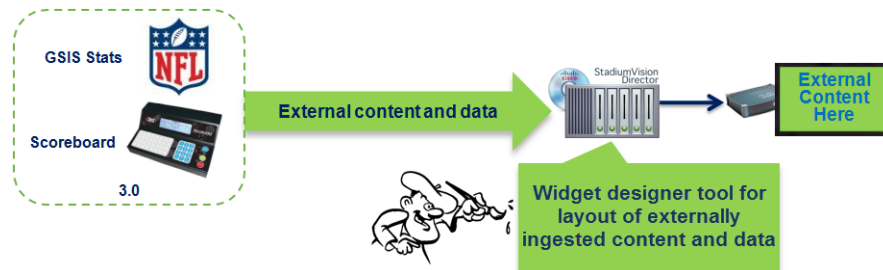 GSIS Stats
NFL
Scoreboard
3.0
External content and data
StadiumVision
Director
External
Content
Here
Widget designer tool for
layout of externally
ingested content and data